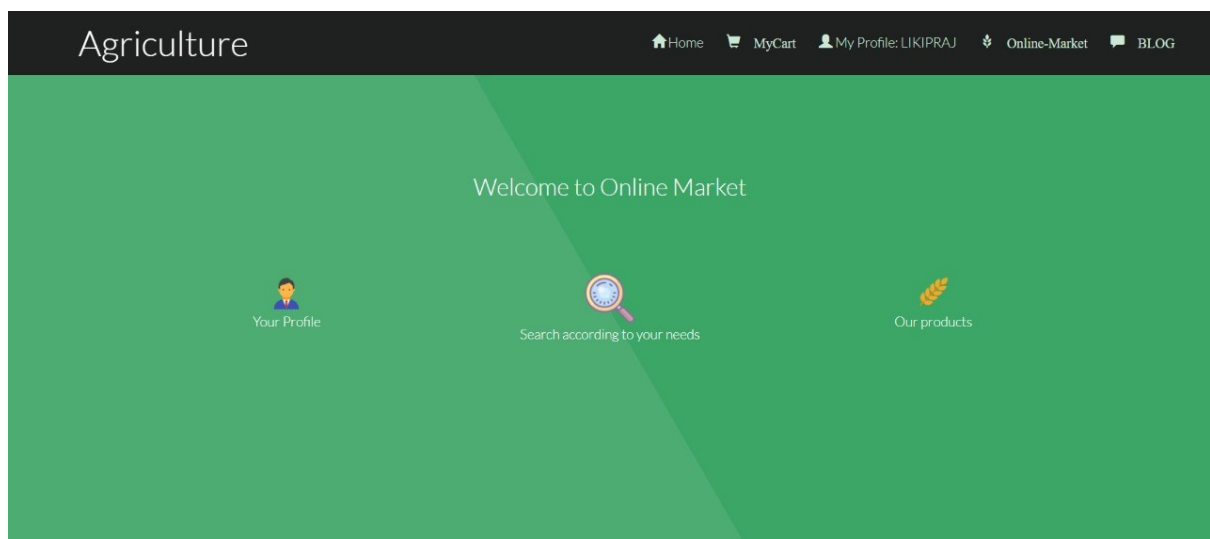 Agriculture
Home MyCart My Profile: LIKIPRAJ Online-Market BLOG
Welcome to Online Market
Your Profile
Search according to your needs
Our products